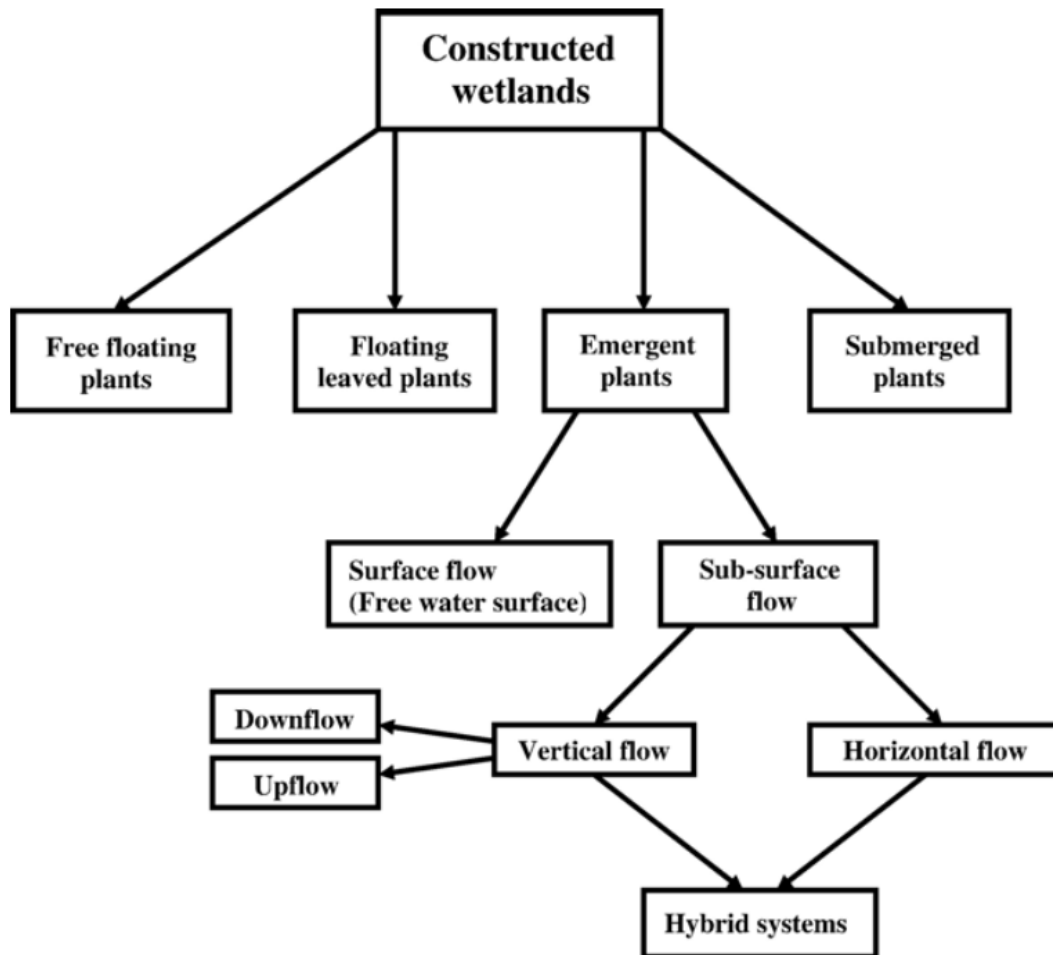 Constructed
wetlands
Free floating
plants
Floating
leaved plants
Emergent
plants
Submerged
plants
Surface flow
(Free water surface)
Sub-surface
flow
Downflow
Upflow
Vertical flow
Horizontal flow
Hybrid systems